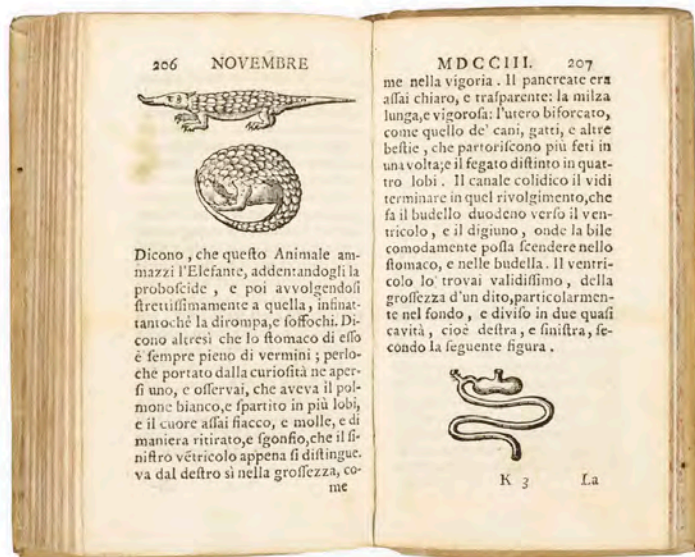 206 NOVEMBRE
Dicono , che queſto Animale am-
mazzi l'Elefante, addentandogli la
proboſcide , e poi avvolgendoſi
ſtrettiſſimamente a quella, infinat-
tantoché la dirompa,e ſoffochi. Di-
cono altresì che lo ſtomaco di eſſo
è ſempre pieno di vermini ; perlo-
che portato dalla curioſità ne aper-
ſi uno, e oſſervai, che aveva il pol-
mone bianco,e ſpartito in più lobi,
e il cuore aſſai fiacco, e molle, e di
maniera ritirato,e ſgonfio,che il ſi-
niſtro vētricolo appena ſi diſtingue.
va dal deſtro sì nella groſſezza, co-
me
MDCCIII. 207
me nella vigoria . Il pancreate era
aſſai chiaro, e traſparente: la milza
lunga,e vigoroſa: l'utero biforcato,
come quello de' cani, gatti, e altre
beſtie , che partoriſcono più feti in
una volta;e il fegato diſtinto in quat-
tro lobi . Il canale colidico il vidi
terminare in quel rivolgimento,che
fa il budello duodeno verſo il ven-
tricolo , e il digiuno , onde la bile
comodamente poſſa ſcendere nello
ſtomaco, e nelle budella. Il ventri-
colo lo trovai validiſſimo, della
groſſezza d'un dito,particolarmen-
te nel fondo , e diviſo in due quaſi
cavità, cioè deſtra, e ſiniſtra, ſe-
condo la ſeguente figura .
K 3 La